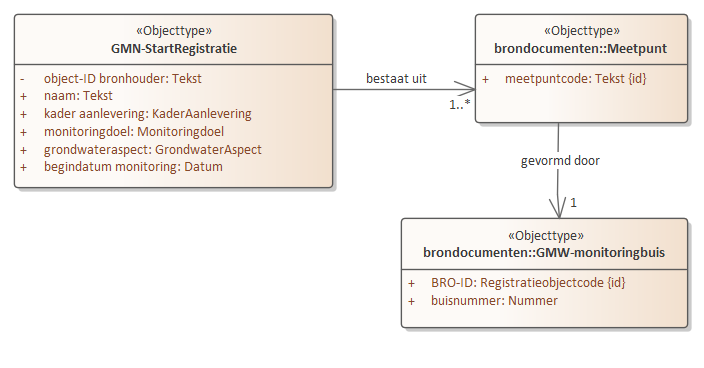 «Objecttype»
GMN-StartRegistratie
- object-ID bronhouder: Tekst
+ naam: Tekst
+ kader aanlevering: KaderAanlevering
+ monitoringdoel: Monitoringdoel
+ grondwateraspect: GrondwaterAspect
+ begindatum monitoring: Datum
bestaat uit
1..*
«Objecttype»
brondocumenten::Meetpunt
+ meetpuntcode: Tekst {id}
gevormd door
1
«Objecttype»
brondocumenten::GMW-monitoringbuis
+ BRO-ID: Registratieobjectcode {id}
+ buisnummer: Nummer